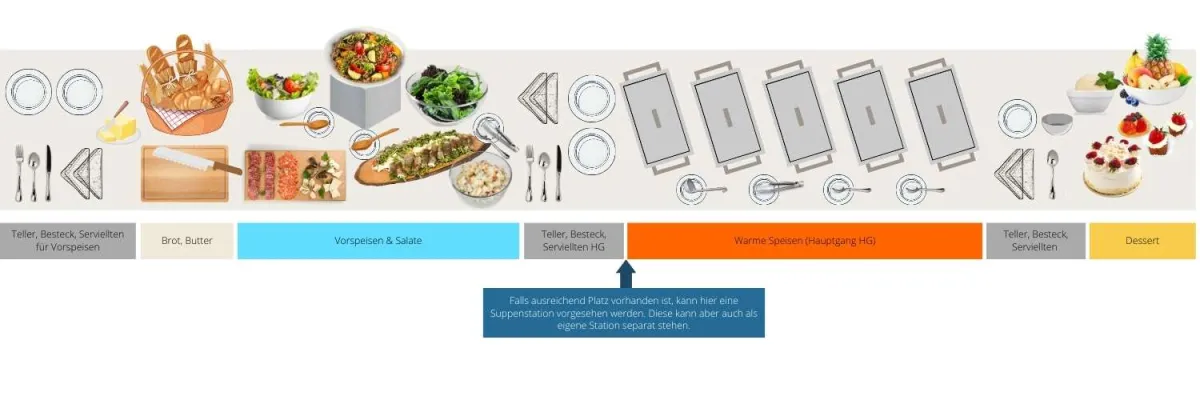 Teller, Besteck, Serviellten
für Vorspeisen
Brot, Butter
Vorspeisen & Salate
Teller, Besteck,
Serviellten HG
Warme Speisen (Hauptgang HG)
Teller, Besteck,
Serviellten
Dessert
Falls ausreichend Platz vorhanden ist, kann hier eine
Suppenstation vorgesehen werden. Diese kann aber auch als
eigene Station separat stehen.